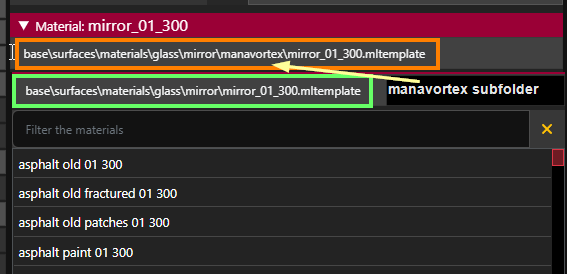 ▼ Material: mirror_01_300
base\surfaces\materials\glass\mirror\manavortex\mirror_01_300.mltemplate
base\surfaces\materials\glass\mirror\mirror_01_300.mltemplate
manavortex subfolder
Filter the materials
×
asphalt old 01 300
asphalt old fractured 01 300
asphalt old patches 01 300
asphalt paint 01 300